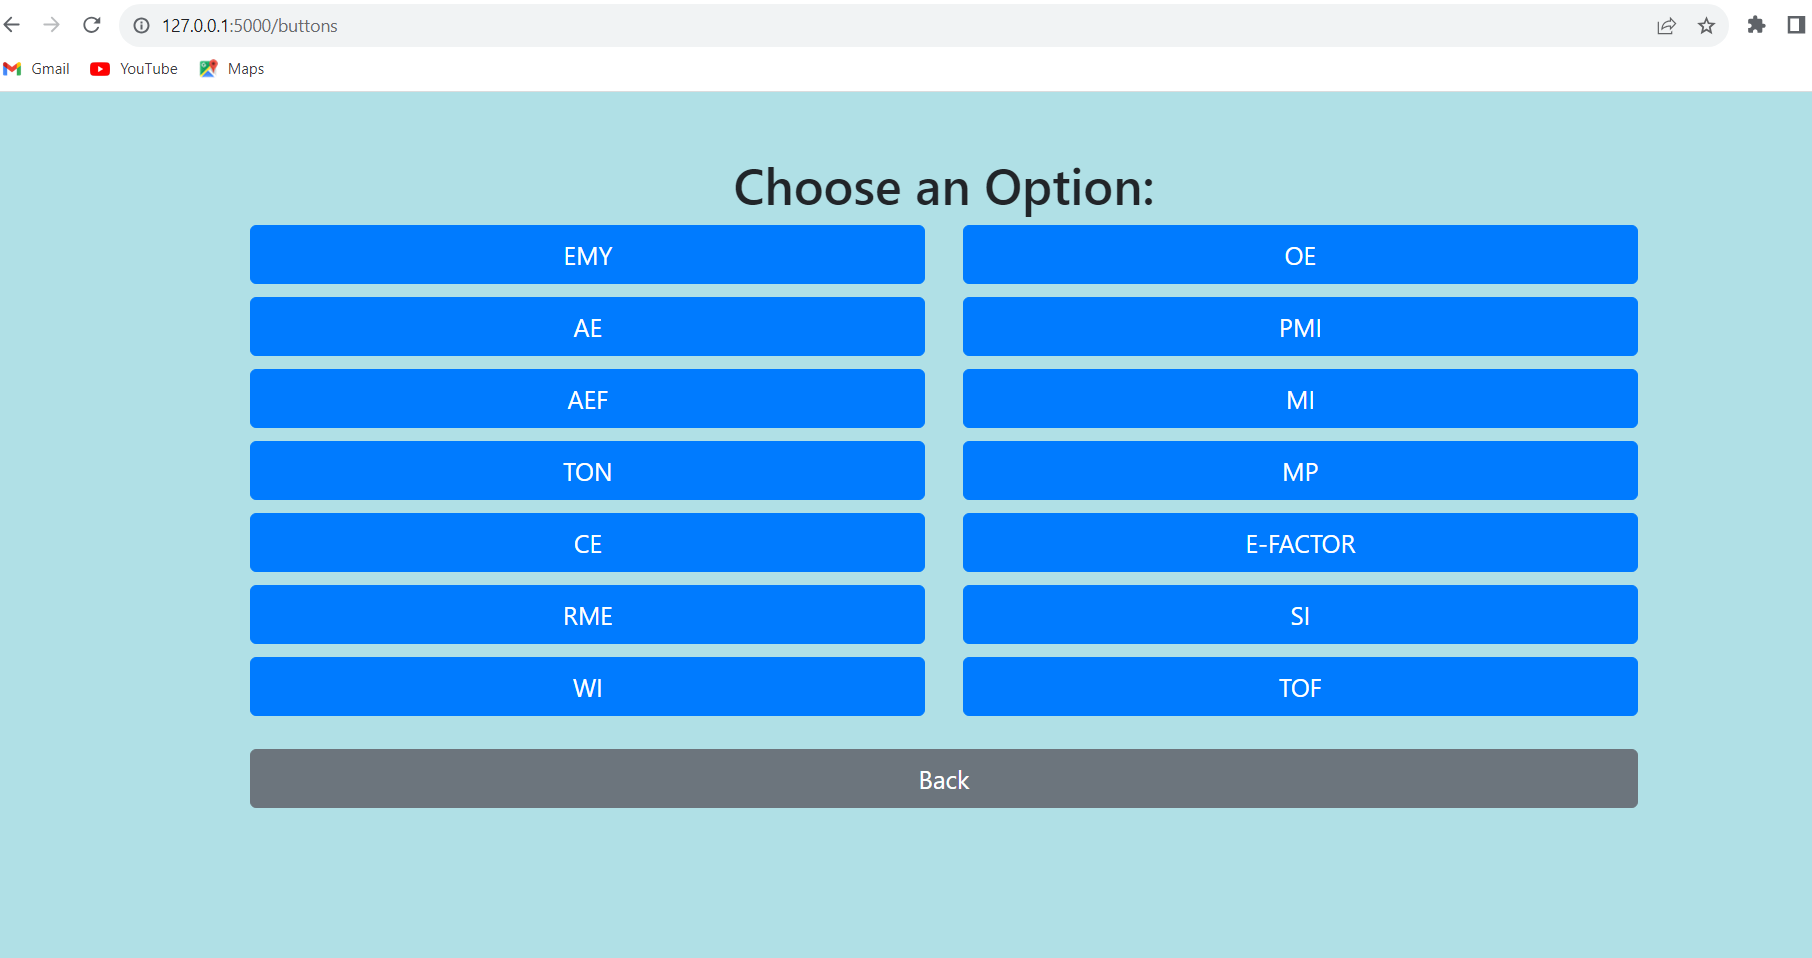 127.0.0.1:5000/buttons
Gmail YouTube Maps
Choose an Option:
EMY OE
AE PMI
AEF MI
TON MP
CE E-FACTOR
RME SI
WI TOF
Back